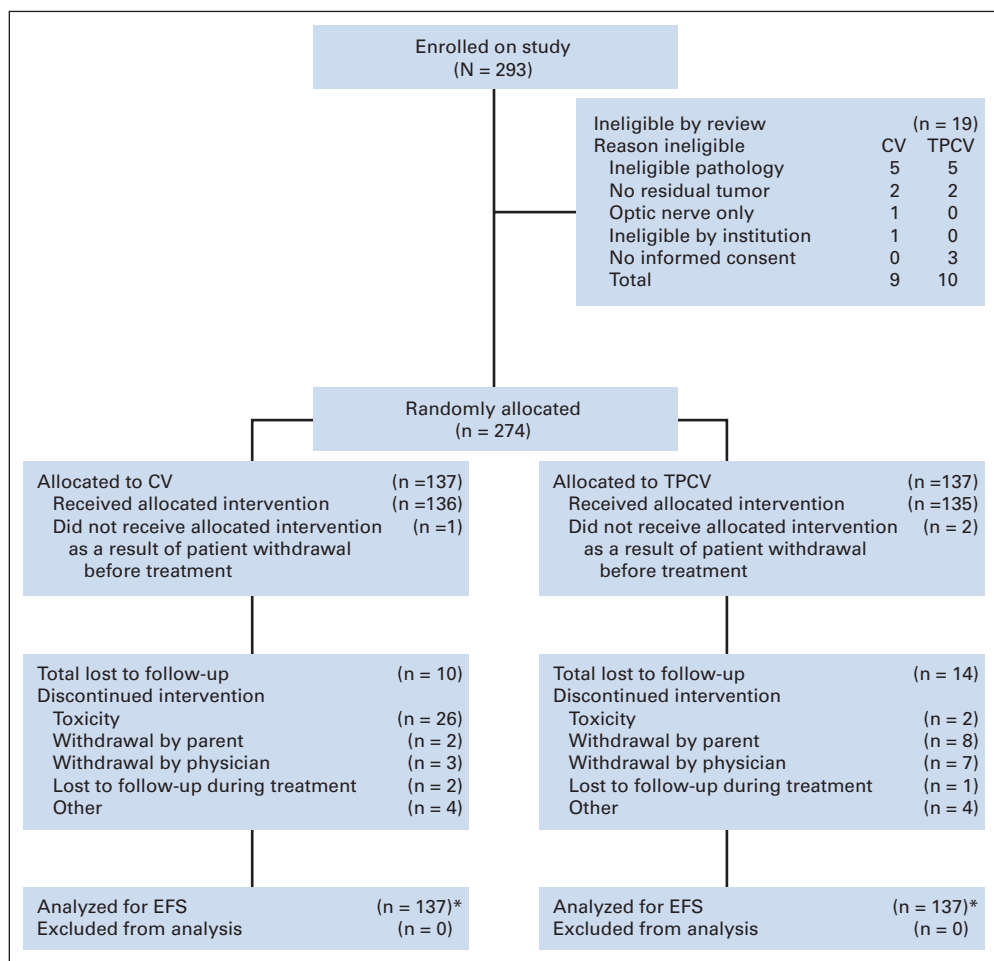 Enrolled on study
(N = 293)
Ineligible by review (n = 19)
Reason ineligible CV TPCV
Ineligible pathology 5 5
No residual tumor 2 2
Optic nerve only 1 0
Ineligible by institution 1 0
No informed consent 0 3
Total 9 10
Randomly allocated
(n = 274)
Allocated to CV (n =137)
Received allocated intervention (n =136)
Did not receive allocated intervention (n =1)
as a result of patient withdrawal
before treatment
Allocated to TPCV (n =137)
Received allocated intervention (n =135)
Did not receive allocated intervention (n = 2)
as a result of patient withdrawal
before treatment
Total lost to follow-up (n = 10)
Discontinued intervention
Toxicity (n = 26)
Withdrawal by parent (n = 2)
Withdrawal by physician (n = 3)
Lost to follow-up during treatment (n = 2)
Other (n = 4)
Total lost to follow-up (n = 14)
Discontinued intervention
Toxicity (n = 2)
Withdrawal by parent (n = 8)
Withdrawal by physician (n = 7)
Lost to follow-up during treatment (n = 1)
Other (n = 4)
Analyzed for EFS (n = 137)*
Excluded from analysis (n = 0)
Analyzed for EFS (n = 137)*
Excluded from analysis (n = 0)